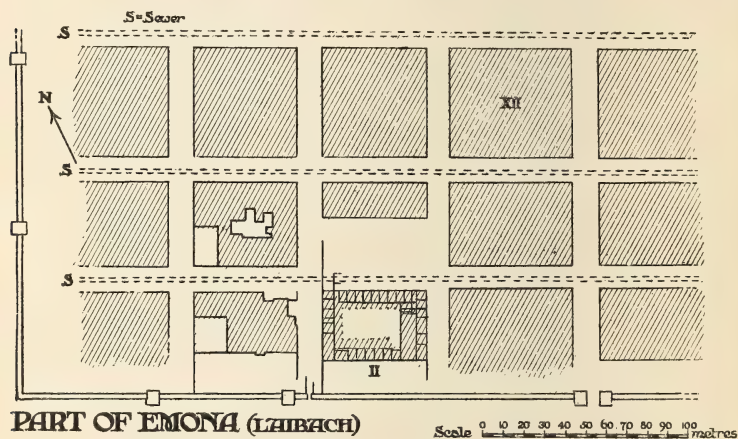 S=Sewer
S
XII
N
S
S
II
PART OF EMONA (LAIBACH)
Scale 0 10 20 30 40 50 60 70 80 90 100 metres